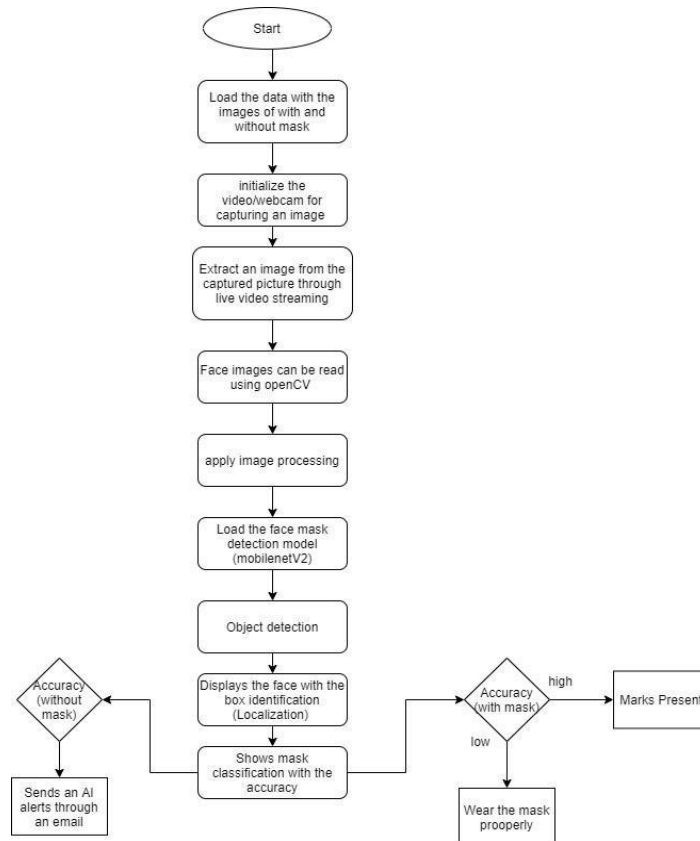 Start
Load the data with the
images of with and
without mask
initialize the
video/webcam for
capturing an image
Extract an image from the
captured picture through
live video streaming
Face images can be read
using openCV
apply image processing
Load the face mask
detection model
(mobilenetV2)
Object detection
Displays the face with the
box identification
(Localization)
Shows mask
classification with the
accuracy
Accuracy
(without
mask)
Sends an AI
alerts through
an email
Accuracy
(with mask)
high
Marks Present
low
Wear the mask
prooperly